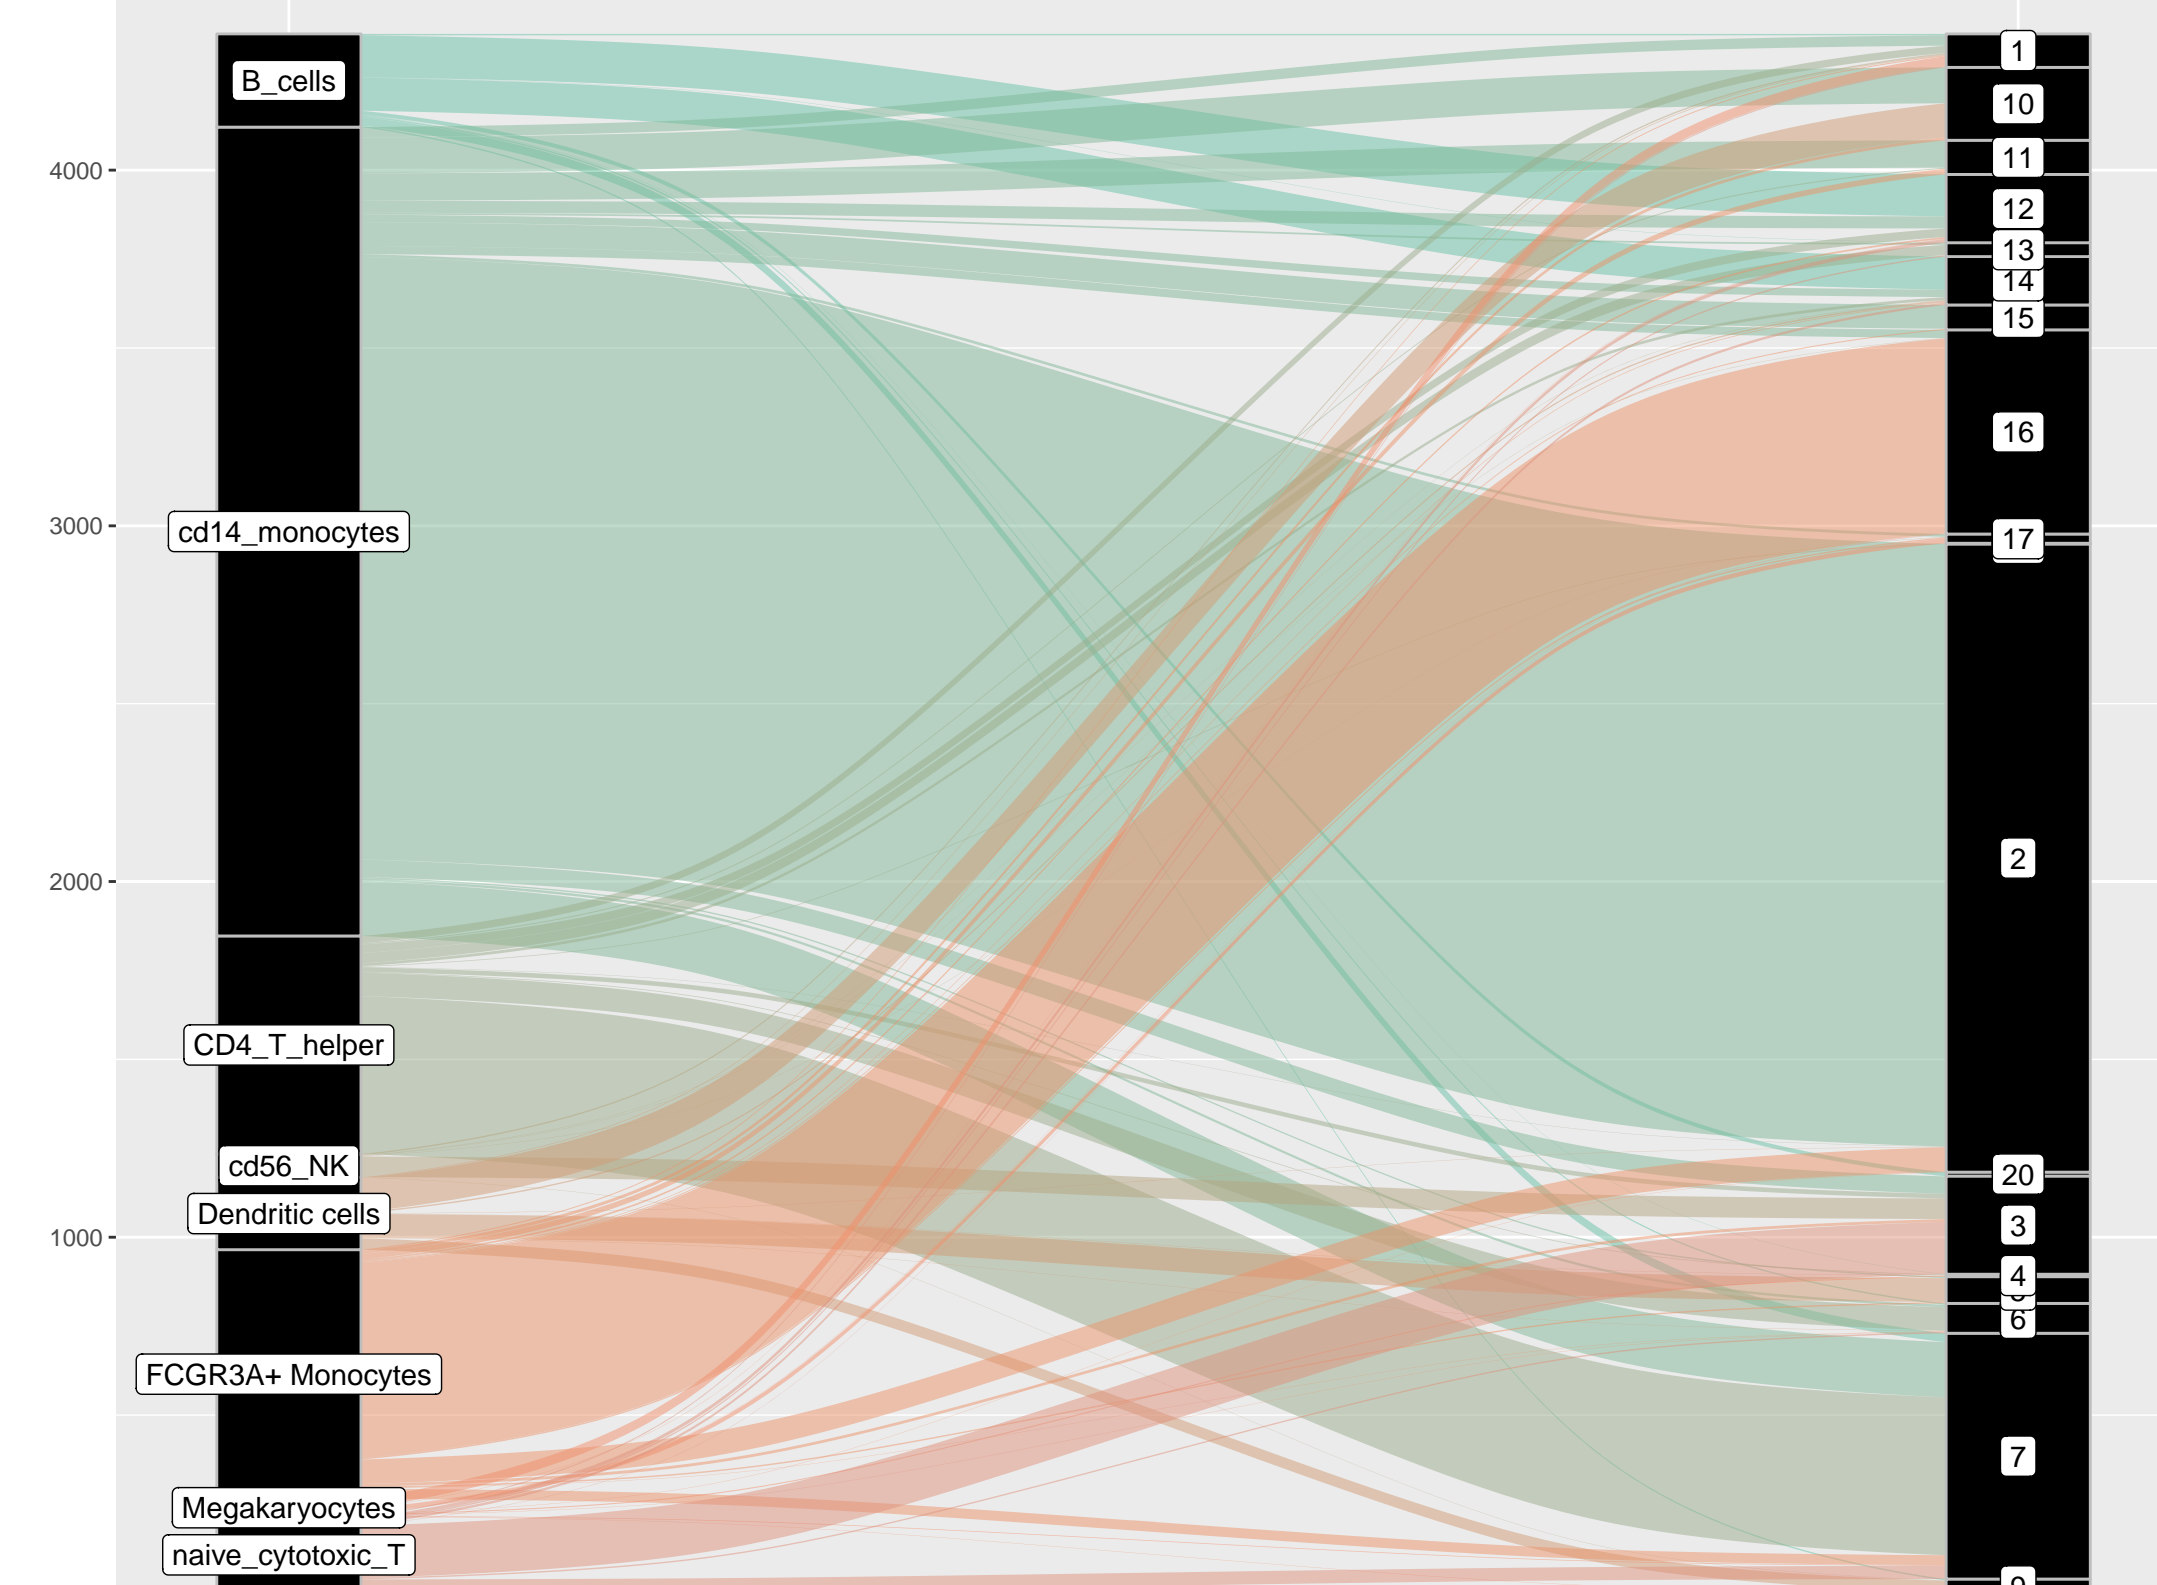 4000
3000
2000
1000
B_cells
cd14_monocytes
CD4_T_helper
cd56_NK
Dendritic cells
FCGR3A+ Monocytes
Megakaryocytes
naive_cytotoxic_T
1
10
11
12
13
14
15
16
17
2
20
3
4
6
7